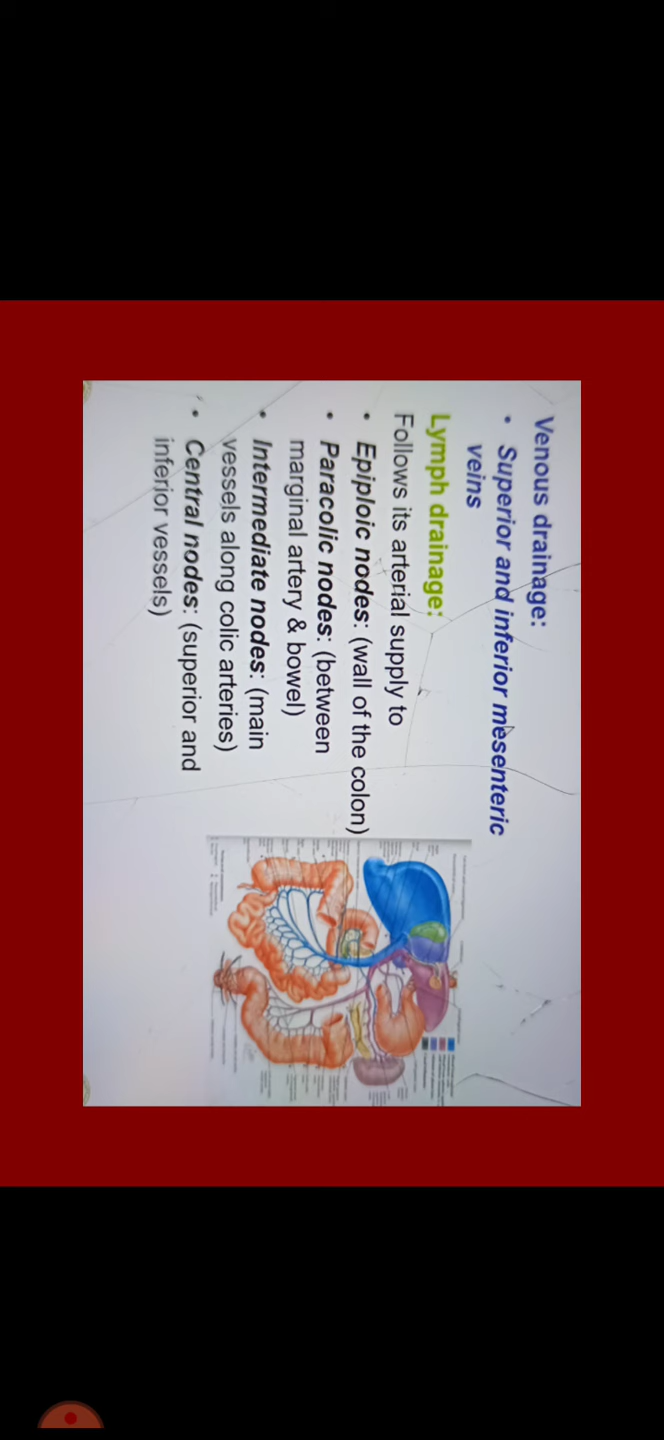 Venous drainage:
• Superior and inferior mesenteric
veins
Lymph drainage:
Follows its arterial supply to
• Epiploic nodes: (wall of the colon)
• Paracolic nodes: (between
marginal artery & bowel)
• Intermediate nodes: (main
vessels along colic arteries)
• Central nodes: (superior and
inferior vessels)